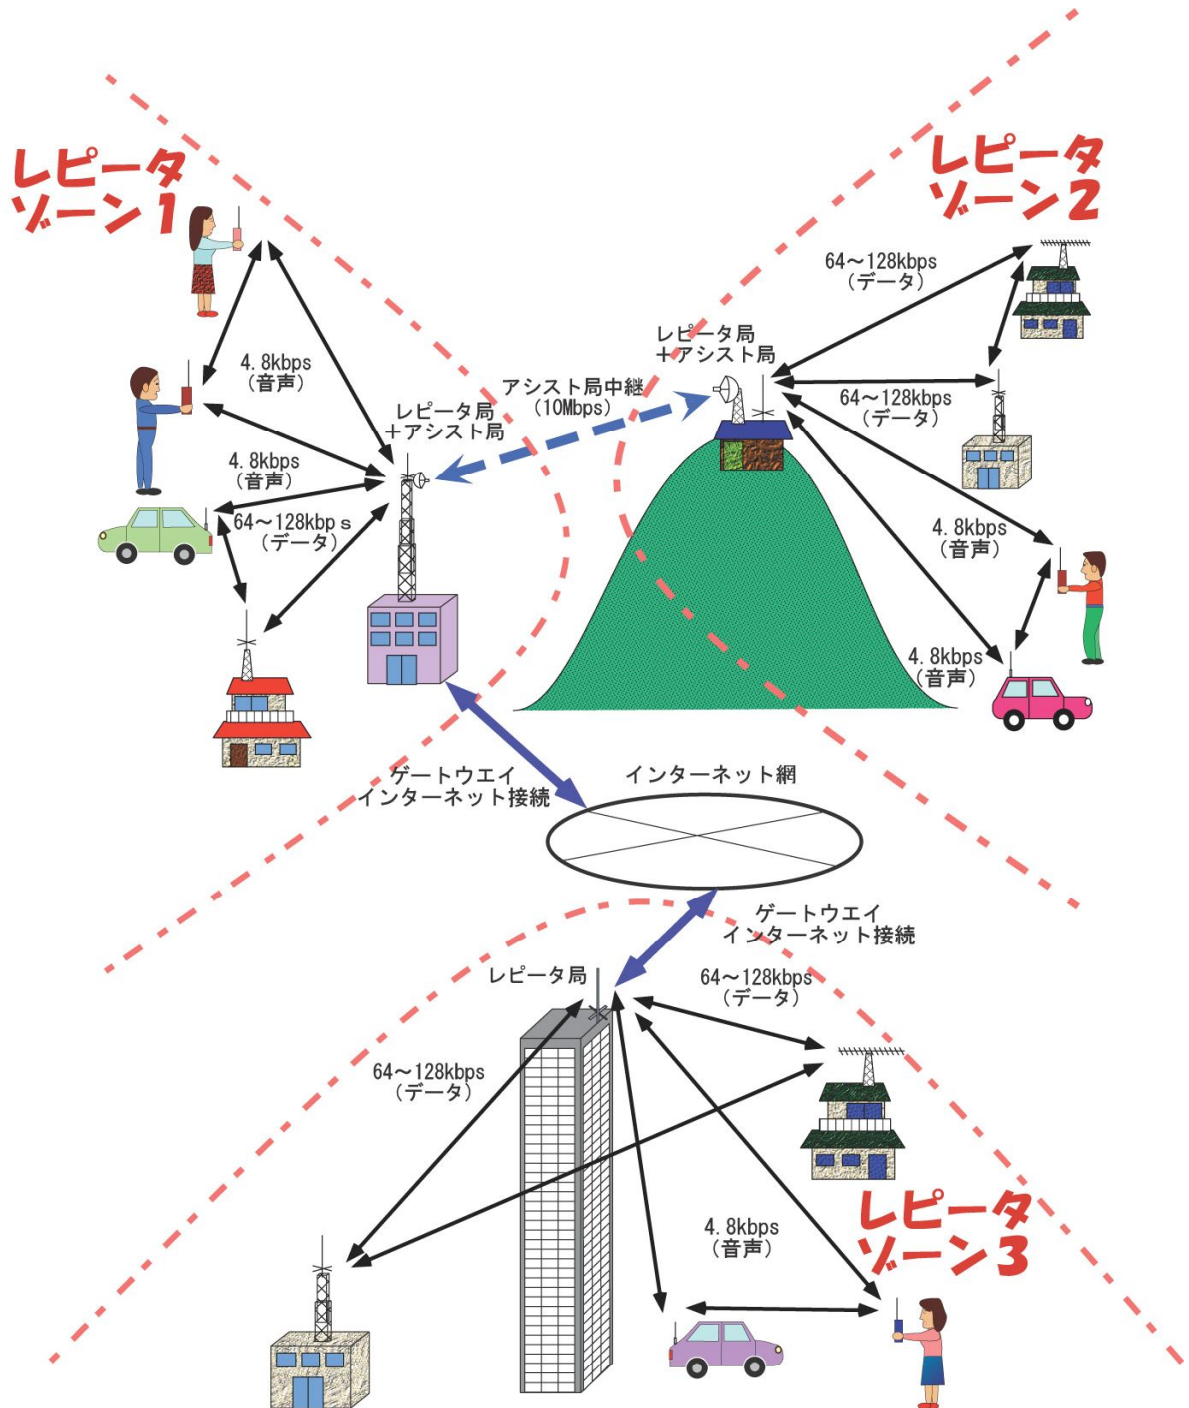 レピータ
ゾーン1
4.8kbps
(音声)
レピータ局
＋アシスト局
4.8kbps
(音声)
64～128kbpｓ
(データ)
アシスト局中継
(10Mbps)
レピータ
ゾーン2
64～128kbps
(データ)
レピータ局
＋アシスト局
64～128kbps
(データ)
4.8kbps
(音声)
4.8kbps
(音声)
ゲートウエイ
インターネット接続
インターネット網
ゲートウエイ
インターネット接続
レピータ局
64～128kbps
(データ)
64～128kbps
(データ)
4.8kbps
(音声)
レピータ
ゾーン3